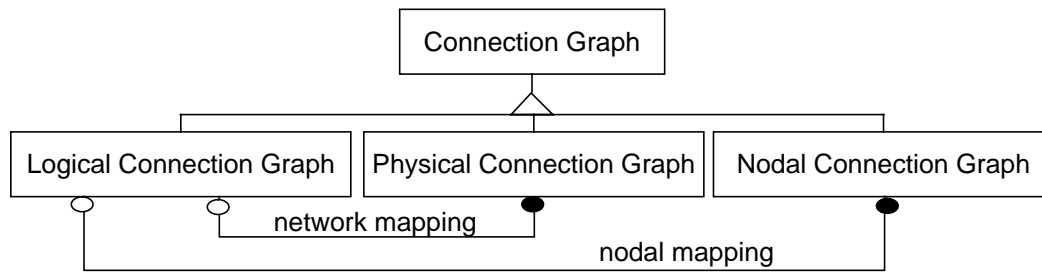 Connection Graph
Logical Connection Graph
Physical Connection Graph
Nodal Connection Graph
network mapping
nodal mapping